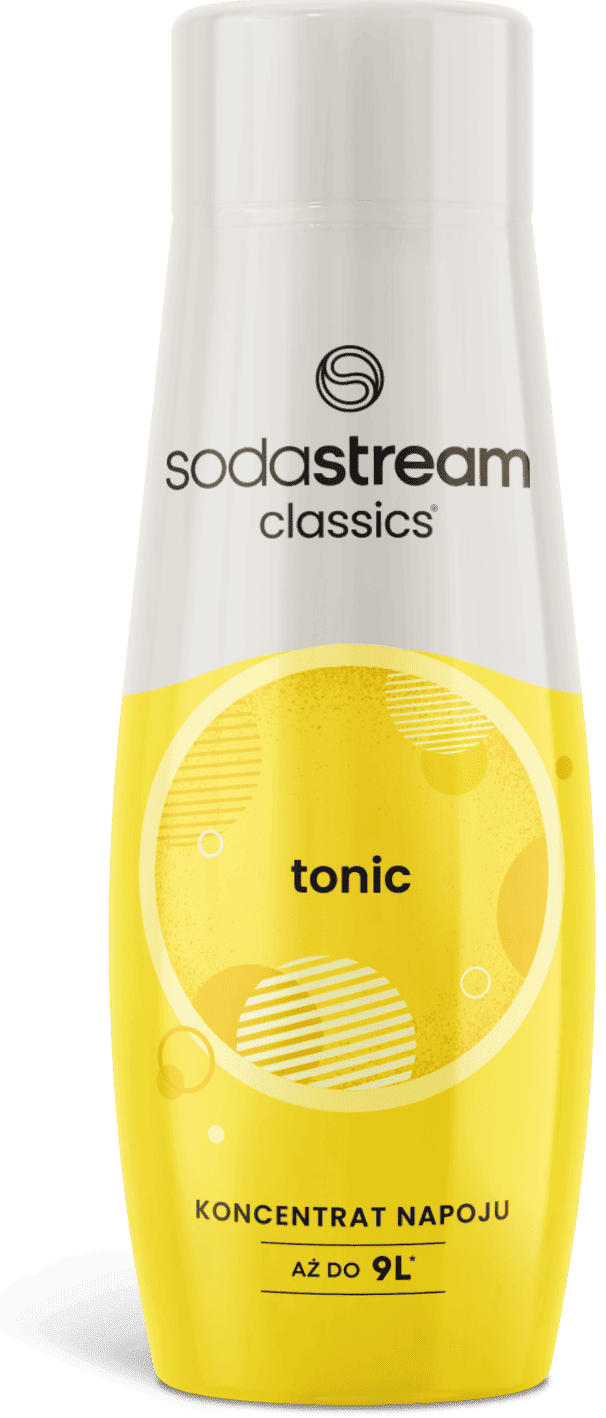 sodastream
classics®
tonic
KONCENTRAT NAPOJU
AŻ DO 9L*